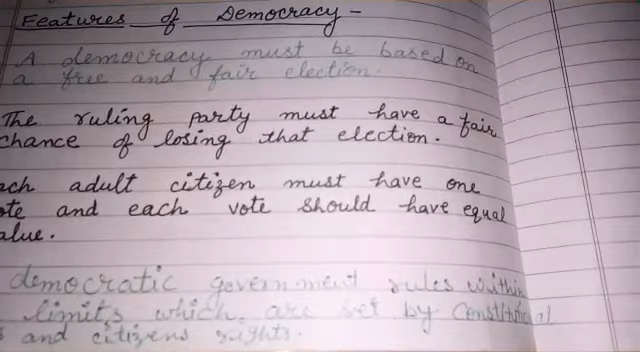 Features of Democracy -
A democracy must be based on
a free and fair election.
The ruling party must have a fair
chance of losing that election.
ach adult citizen must have one
ote and each vote should have equal
alue.
democratic government rules within
limits which are set by Constitutional
s and citizens rights.